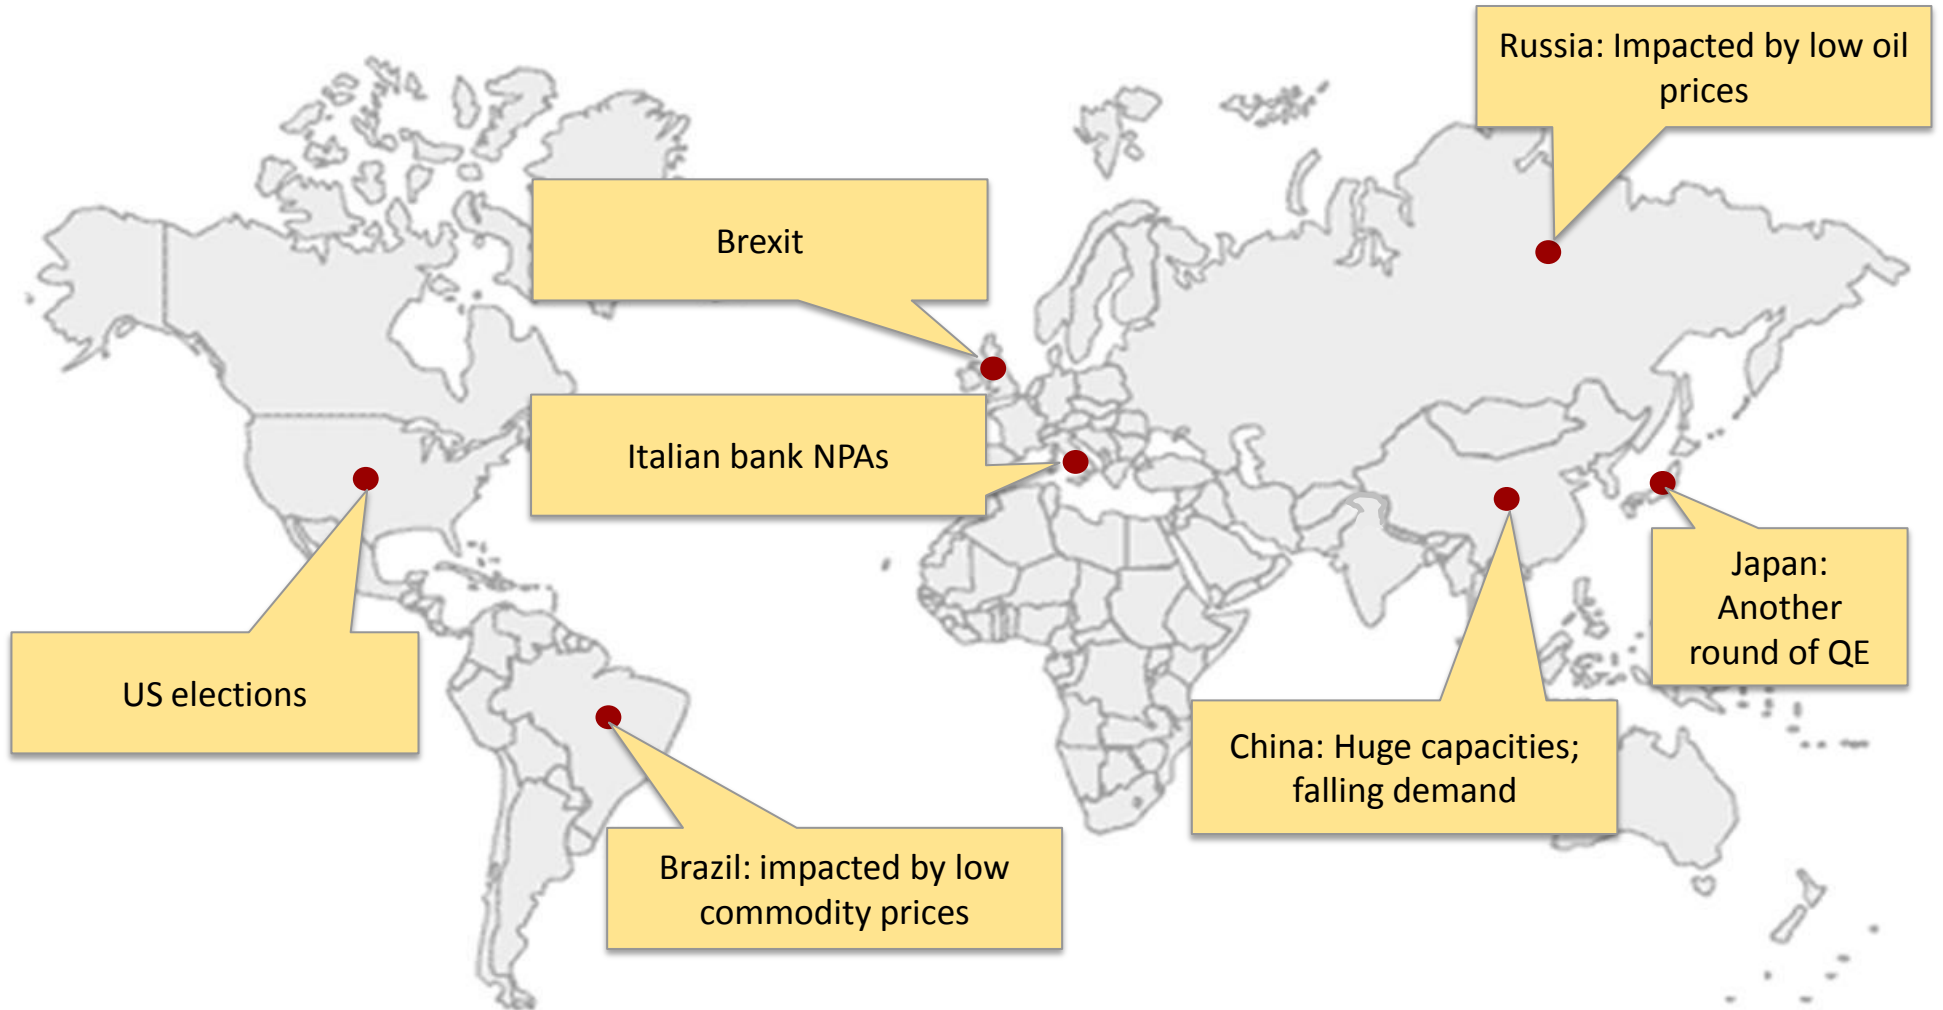 Russia: Impacted by low oil
prices
Brexit
Italian bank NPAs
US elections
Japan:
Another
round of QE
China: Huge capacities;
falling demand
Brazil: impacted by low
commodity prices